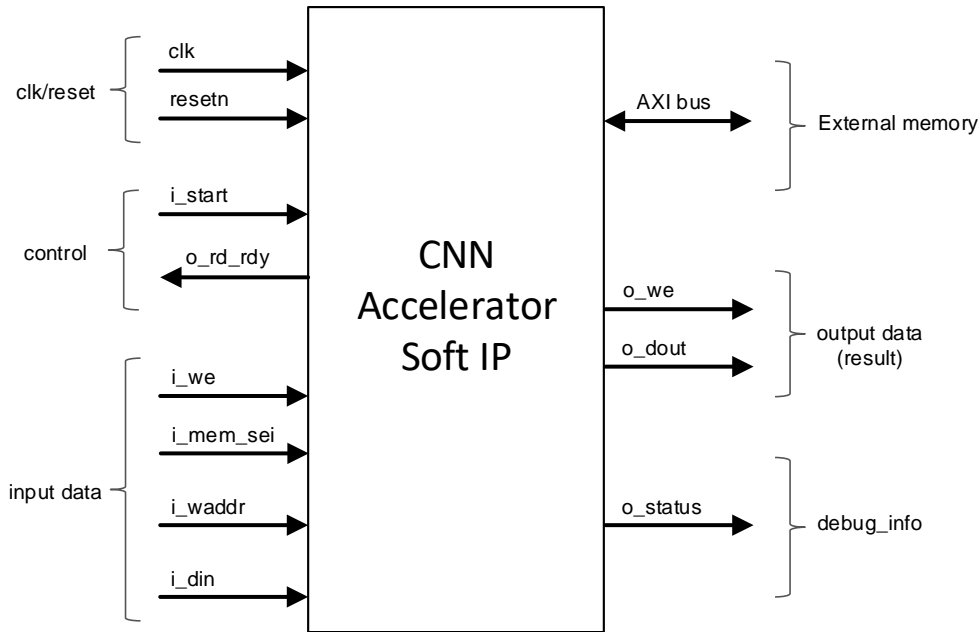 clk/reset
clk
resetn
control
i_start
o_rd_rdy
input data
i_we
i_mem_sei
i_waddr
i_din
CNN
Accelerator
Soft IP
AXI bus
External memory
o_we
o_dout
output data
(result)
o_status
debug_info